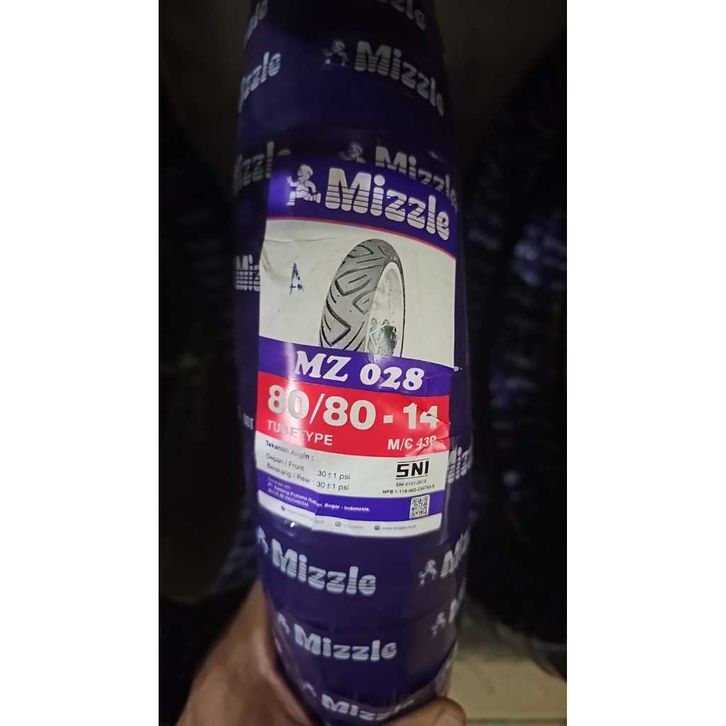 Mizzle
Mizzle
Mizzle
Mizzle
A
MZ 028
80/80 - 14
TUBETYPE
M/C 43P
Tekanan Angin :
Depan / Front : 30 ± 1 psi
Belakang / Rear : 30 ± 1 psi
SNI
Bogor - Indonesia.
Mizzle
Mizzle
Mizzle